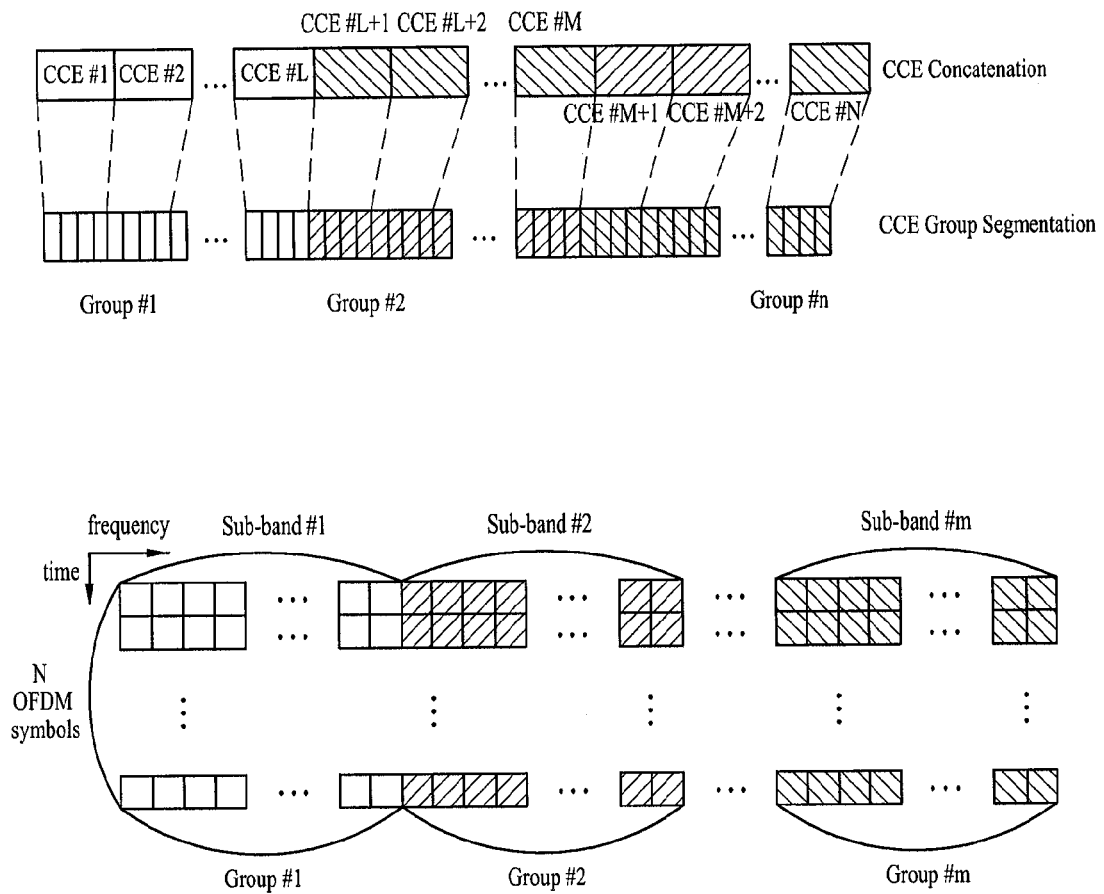 CCE #L+1 CCE #L+2 CCE #M
CCE #1 CCE #2 ... CCE #L ... ... CCE Concatenation
CCE #M+1 CCE #M+2 CCE #N
... ... ... CCE Group Segmentation
Group #1 Group #2 Group #n
frequency Sub-band #1 Sub-band #2 Sub-band #m
time
N
OFDM
symbols
Group #1 Group #2 Group #m